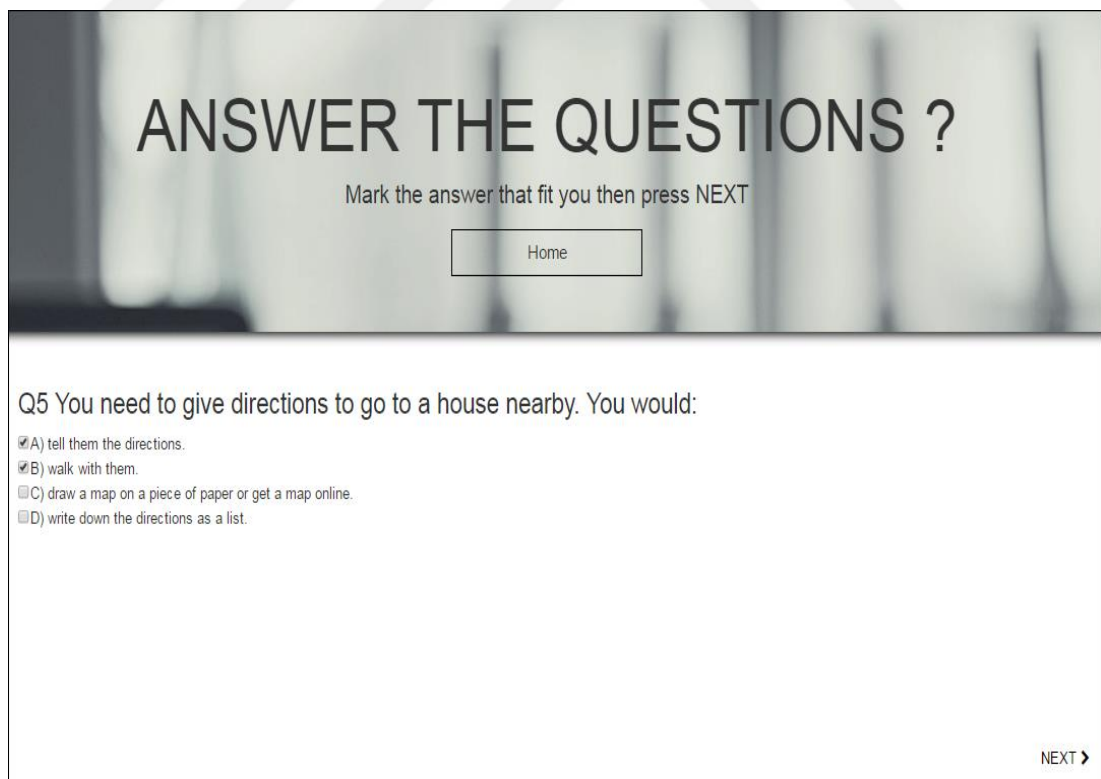 ANSWER THE QUESTIONS ?
Mark the answer that fit you then press NEXT
Home
Q5 You need to give directions to go to a house nearby. You would:
A) tell them the directions.
B) walk with them.
C) draw a map on a piece of paper or get a map online.
D) write down the directions as a list.
NEXT